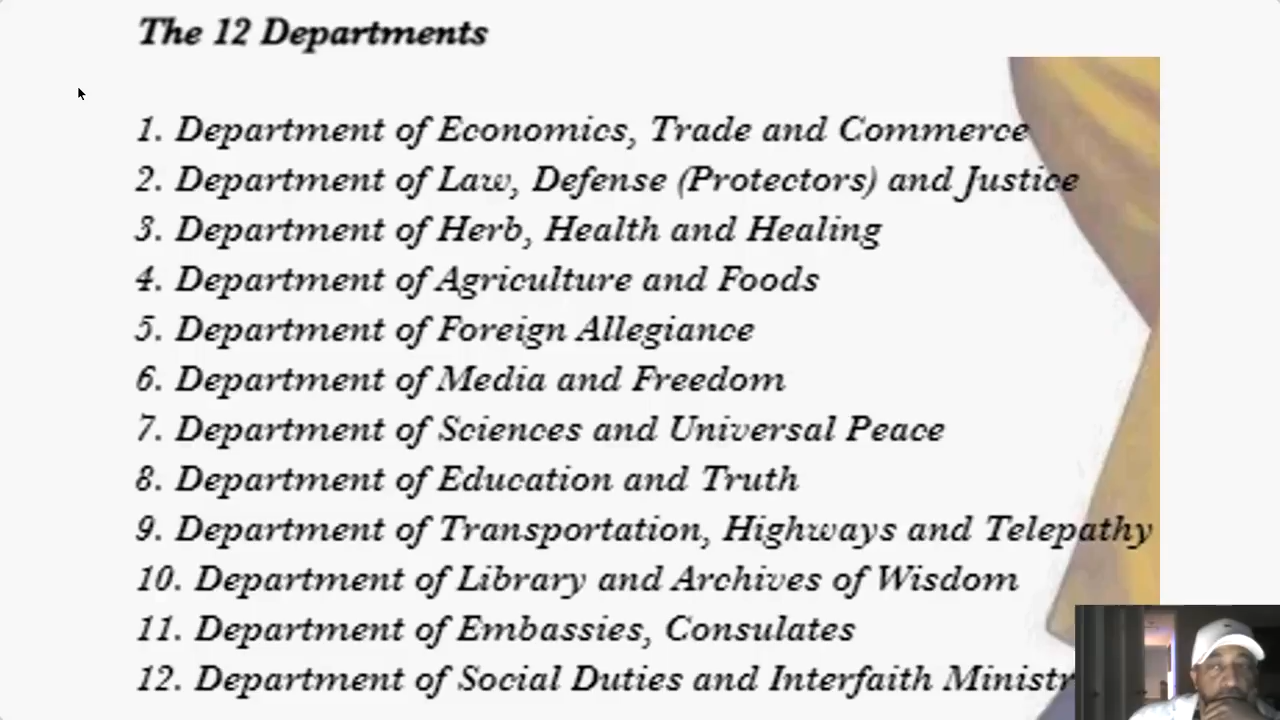 The 12 Departments
1. Department of Economics, Trade and Commerce
2. Department of Law, Defense (Protectors) and Justice
3. Department of Herb, Health and Healing
4. Department of Agriculture and Foods
5. Department of Foreign Allegiance
6. Department of Media and Freedom
7. Department of Sciences and Universal Peace
8. Department of Education and Truth
9. Department of Transportation, Highways and Telepathy
10. Department of Library and Archives of Wisdom
11. Department of Embassies, Consulates
12. Department of Social Duties and Interfaith Ministr